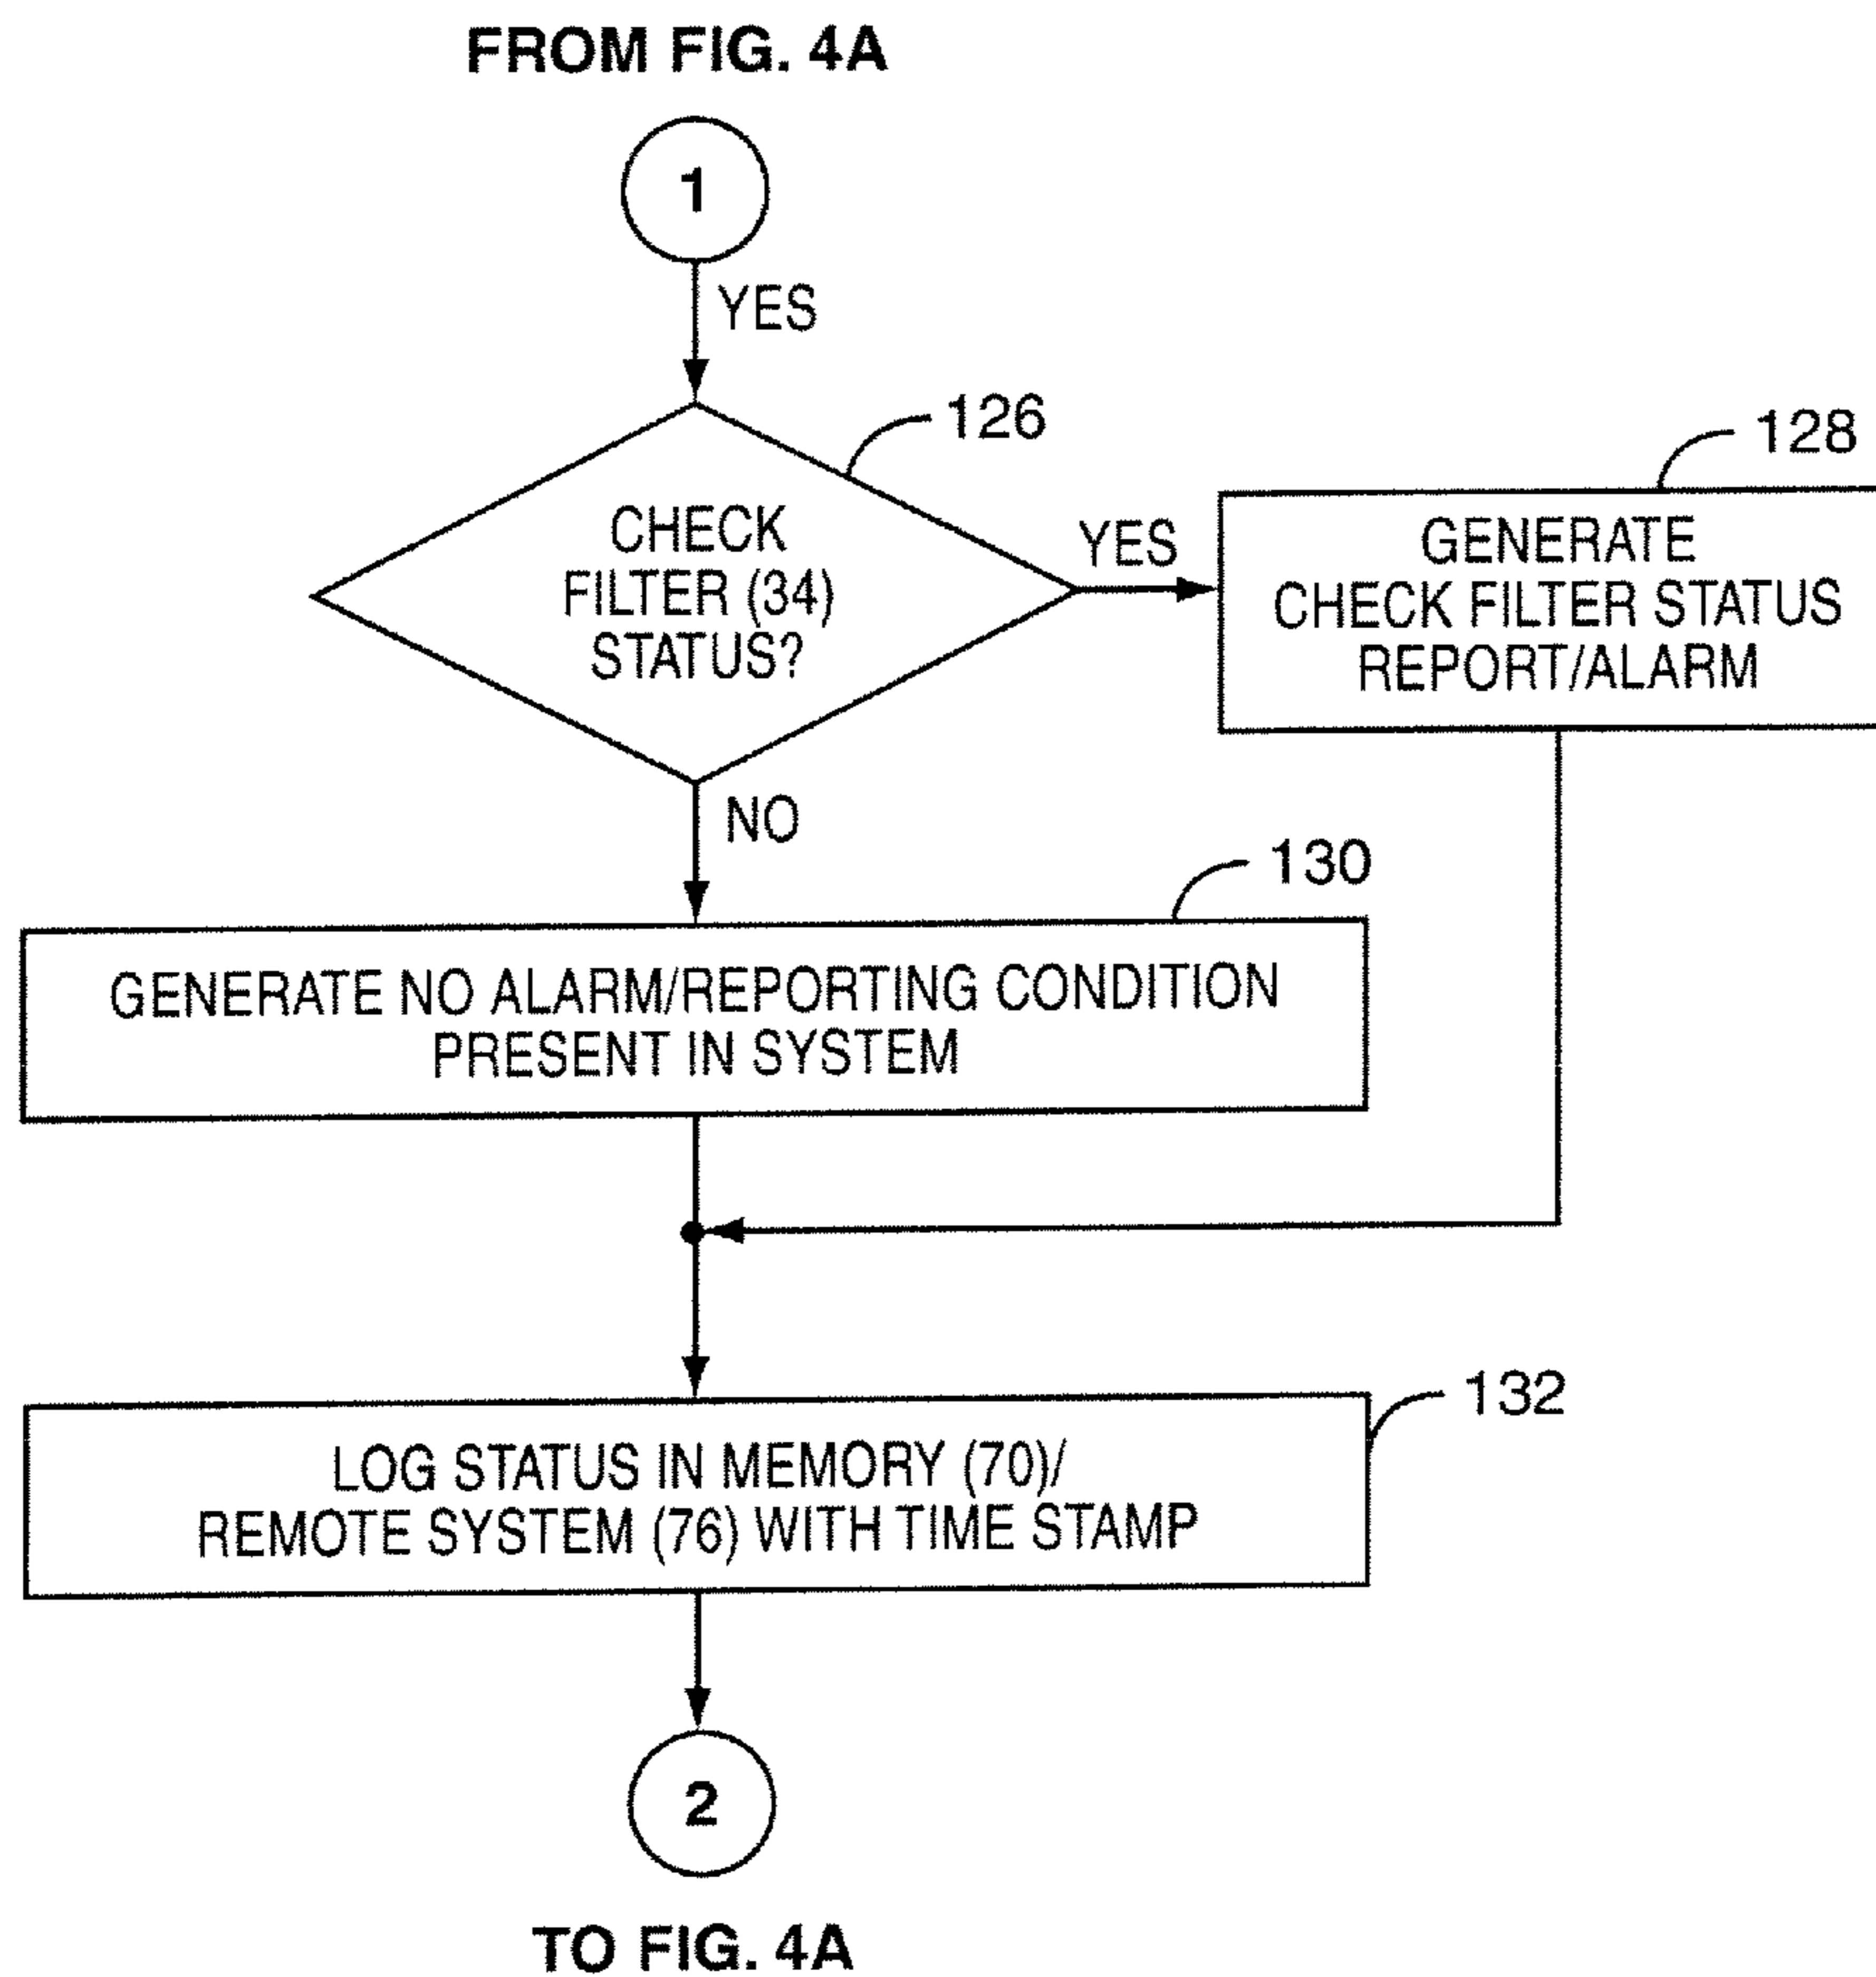 FROM FIG. 4A
1
YES
126
CHECK
FILTER (34)
STATUS?
YES
128
GENERATE
CHECK FILTER STATUS
REPORT/ALARM
NO
130
GENERATE NO ALARM/REPORTING CONDITION
PRESENT IN SYSTEM
132
LOG STATUS IN MEMORY (70)/
REMOTE SYSTEM (76) WITH TIME STAMP
2
TO FIG. 4A